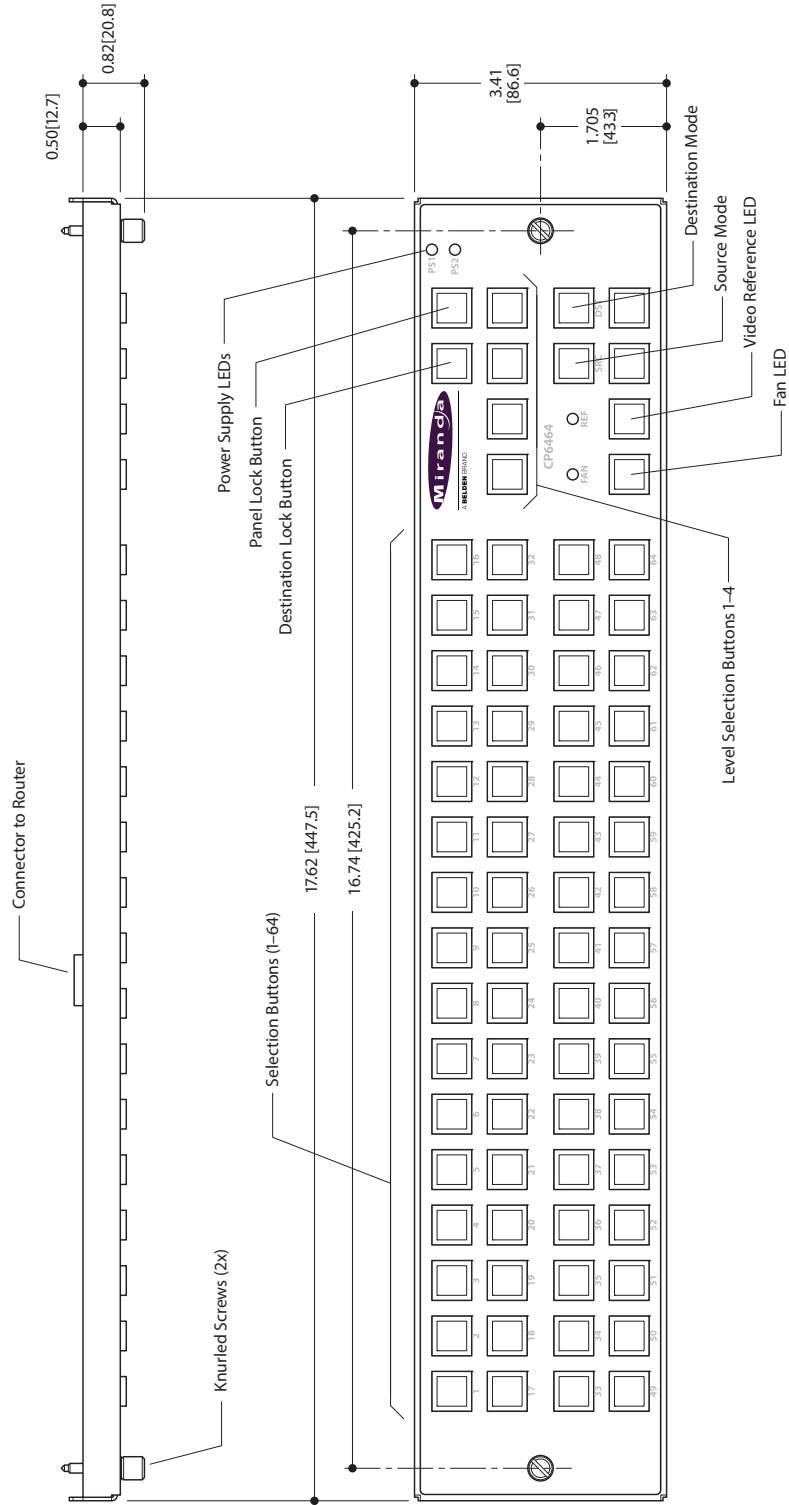 Connector to Router
0.82[20.8]
0.50[12.7]
Knurled Screws (2x)
17.62 [447.5]
16.74 [425.2]
Selection Buttons (1–64)
Power Supply LEDs
Panel Lock Button
Destination Lock Button
3.41
[86.6]
1.705
[43.3]
1 2 3 4 5 6 7 8 9 10 11 12 13 14 15 16
Miranda
A BELDEN BRAND
PS1
PS2
17 18 19 20 21 22 23 24 25 26 27 28 29 30 31 32
CP6464
33 34 35 36 37 38 39 40 41 42 43 44 45 46 47 48
FAN
REF
SRC
DST
49 50 51 52 53 54 55 56 57 58 59 60 61 62 63 64
Level Selection Buttons 1–4
Destination Mode
Source Mode
Video Reference LED
Fan LED